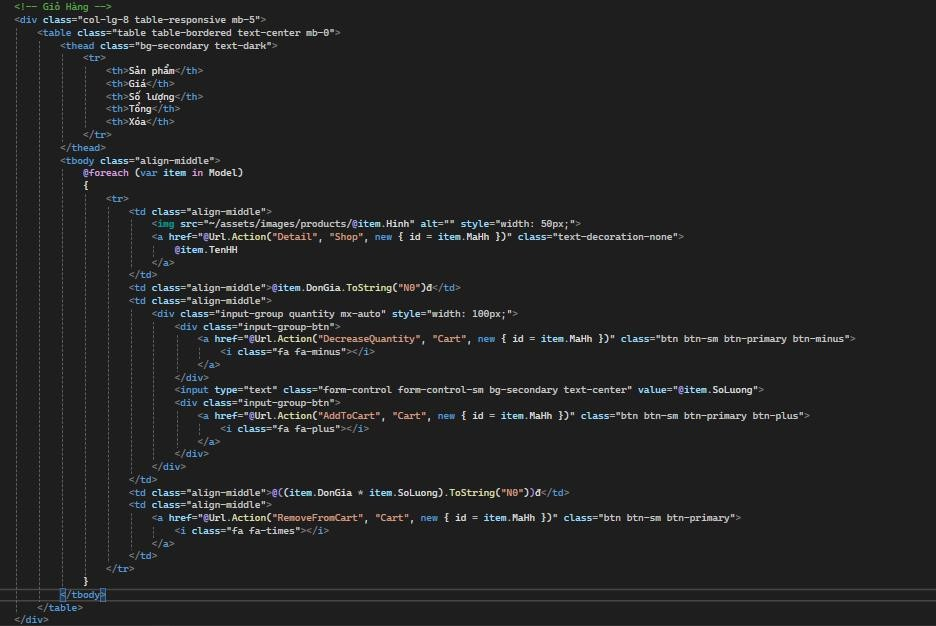 <!-- Giỏ Hàng -->
<div class="col-lg-8 table-responsive mb-5">
<table class="table table-bordered text-center mb-0">
<thead class="bg-secondary text-dark">
<tr>
<th>Sản phẩm</th>
<th>Giá</th>
<th>Số lượng</th>
<th>Tổng</th>
<th>Xóa</th>
</tr>
</thead>
<tbody class="align-middle">
@foreach (var item in Model)
{
<tr>
<td class="align-middle">
<img src="~/assets/images/products/@item.Hinh" alt="" style="width: 50px;">
<a href="@Url.Action("Detail", "Shop", new { id = item.MaHh })" class="text-decoration-none">
@item.TenHH
</a>
</td>
<td class="align-middle">@item.DonGia.ToString("N0")đ</td>
<td class="align-middle">
<div class="input-group quantity mx-auto" style="width: 100px;">
<div class="input-group-btn">
<a href="@Url.Action("DecreaseQuantity", "Cart", new { id = item.MaHh })" class="btn btn-sm btn-primary btn-minus">
<i class="fa fa-minus"></i>
</a>
</div>
<input type="text" class="form-control form-control-sm bg-secondary text-center" value="@item.SoLuong">
<div class="input-group-btn">
<a href="@Url.Action("AddToCart", "Cart", new { id = item.MaHh })" class="btn btn-sm btn-primary btn-plus">
<i class="fa fa-plus"></i>
</a>
</div>
</div>
</td>
<td class="align-middle">@((item.DonGia * item.SoLuong).ToString("N0"))đ</td>
<td class="align-middle">
<a href="@Url.Action("RemoveFromCart", "Cart", new { id = item.MaHh })" class="btn btn-sm btn-primary">
<i class="fa fa-times"></i>
</a>
</td>
</tr>
}
</tbody>
</table>
</div>